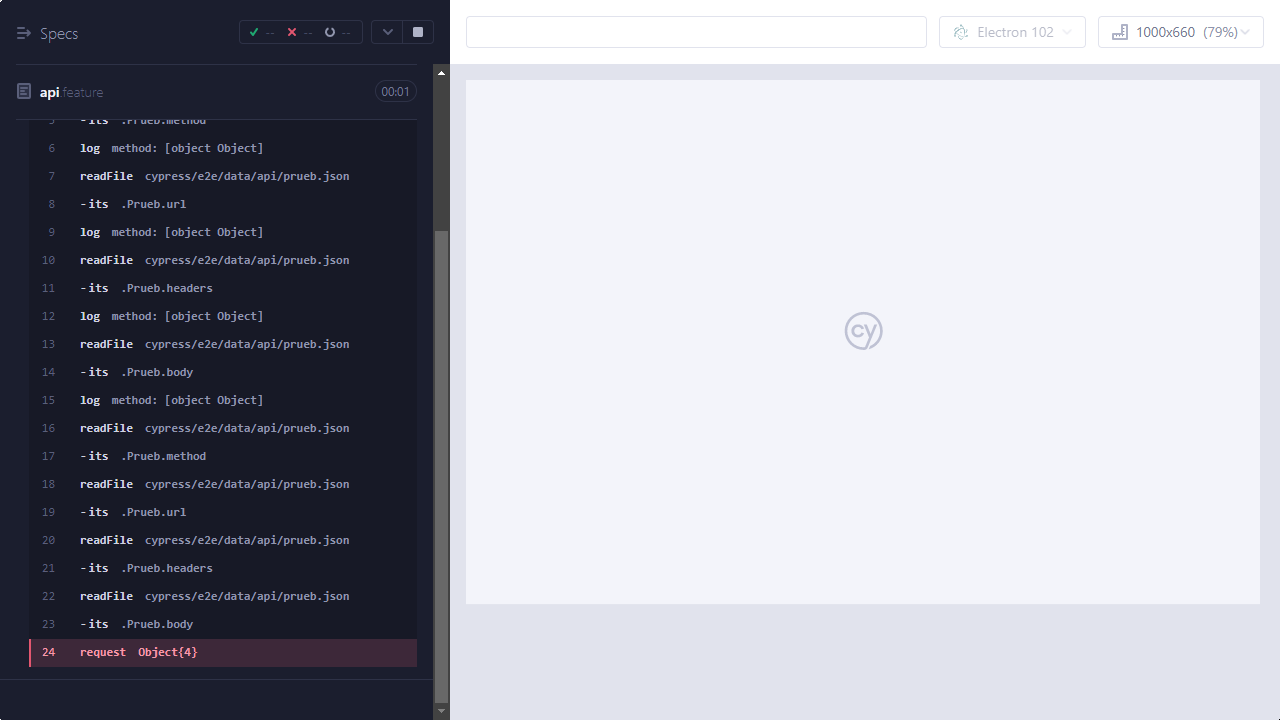 Specs
--
--
--
Electron 102
1000x660 (79%)
api.feature
00:01
5 -its .Prueb.method
6 log method: [object Object]
7 readFile cypress/e2e/data/api/prueb.json
8 -its .Prueb.url
9 log method: [object Object]
10 readFile cypress/e2e/data/api/prueb.json
11 -its .Prueb.headers
12 log method: [object Object]
13 readFile cypress/e2e/data/api/prueb.json
14 -its .Prueb.body
15 log method: [object Object]
16 readFile cypress/e2e/data/api/prueb.json
17 -its .Prueb.method
18 readFile cypress/e2e/data/api/prueb.json
19 -its .Prueb.url
20 readFile cypress/e2e/data/api/prueb.json
21 -its .Prueb.headers
22 readFile cypress/e2e/data/api/prueb.json
23 -its .Prueb.body
24 request Object{4}
cy